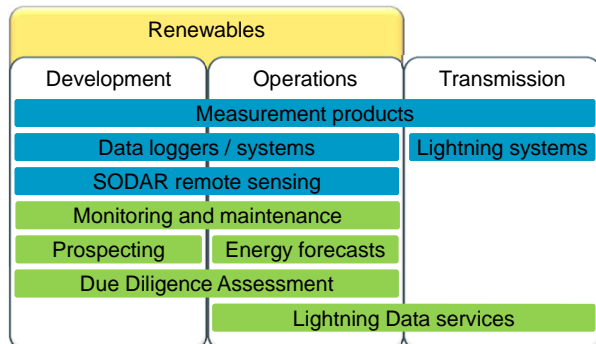 Renewables
Development
Operations
Transmission
Measurement products
Data loggers / systems
Lightning systems
SODAR remote sensing
Monitoring and maintenance
Prospecting
Energy forecasts
Due Diligence Assessment
Lightning Data services